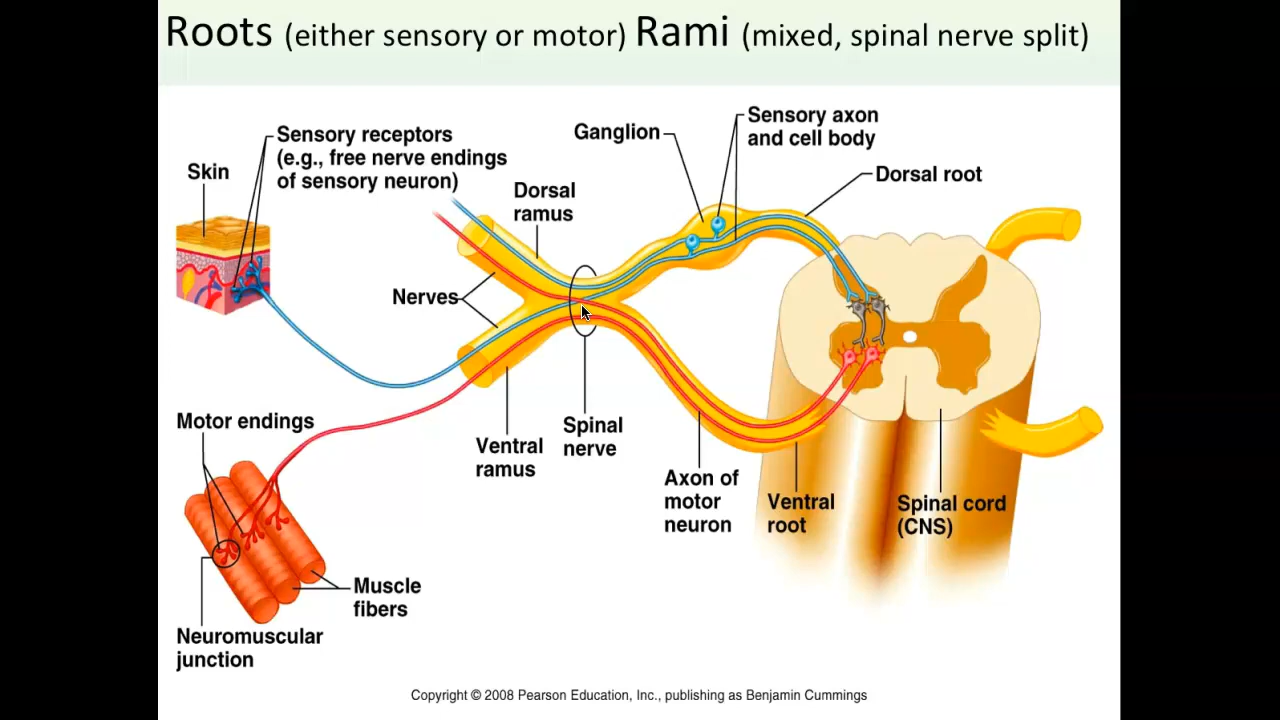 Roots (either sensory or motor) Rami (mixed, spinal nerve split)
Sensory receptors
(e.g., free nerve endings
of sensory neuron)
Skin
Dorsal
ramus
Ganglion
Sensory axon
and cell body
Dorsal root
Nerves
Motor endings
Ventral
ramus
Spinal
nerve
Axon of
motor
neuron
Ventral
root
Spinal cord
(CNS)
Muscle
fibers
Neuromuscular
junction
Copyright © 2008 Pearson Education, Inc., publishing as Benjamin Cummings